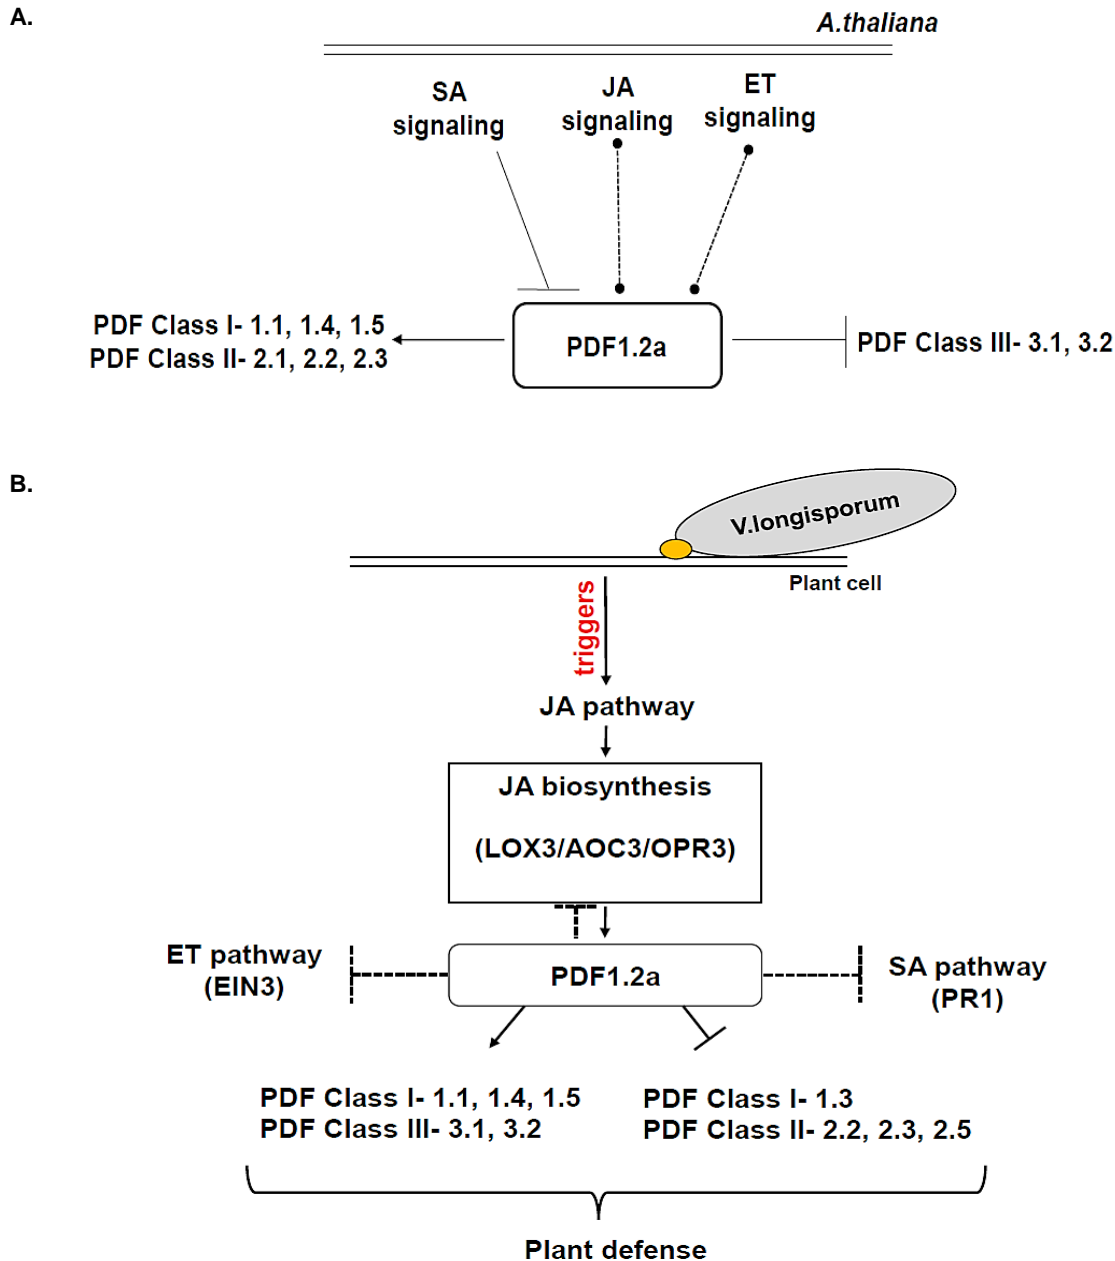 A.
A.thaliana
SA
signaling
JA
signaling
ET
signaling
PDF Class I- 1.1, 1.4, 1.5
PDF Class II- 2.1, 2.2, 2.3
PDF1.2a
PDF Class III- 3.1, 3.2
B.
V.longisporum
Plant cell
triggers
JA pathway
JA biosynthesis
(LOX3/AOC3/OPR3)
ET pathway
(EIN3)
PDF1.2a
SA pathway
(PR1)
PDF Class I- 1.1, 1.4, 1.5
PDF Class III- 3.1, 3.2
PDF Class I- 1.3
PDF Class II- 2.2, 2.3, 2.5
Plant defense